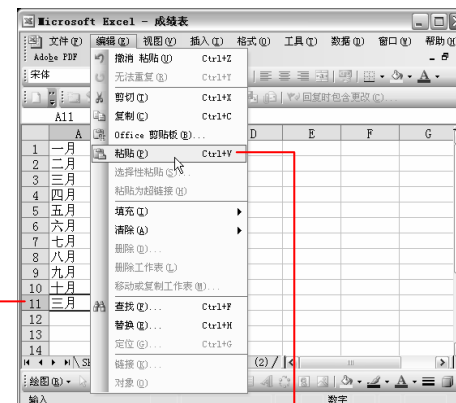 Microsoft Excel - 成绩表
文件(F) 编辑(E) 视图(V) 插入(I) 格式(O) 工具(T) 数据(D) 窗口(W) 帮助(H
Adobe PDF
宋体
回复时包含更改(C)...
A11
A D E F G
撤消 粘贴(U) Ctrl+Z
无法重复(R) Ctrl+Y
剪切(T) Ctrl+X
复制(C) Ctrl+C
Office 剪贴板(B)...
粘贴(P) Ctrl+V
选择性粘贴(S)...
粘贴为超链接(H)
填充(I)
清除(A)
删除(D)...
删除工作表(L)
移动或复制工作表(M)...
查找(F)... Ctrl+F
替换(E)... Ctrl+H
定位(G)... Ctrl+G
链接(K)...
对象(O)
1 一月
2 二月
3 三月
4 四月
5 五月
6 六月
7 七月
8 八月
9 九月
10 十月
11 三月
12
13
14
(2)
绘图(R)
输入 数字